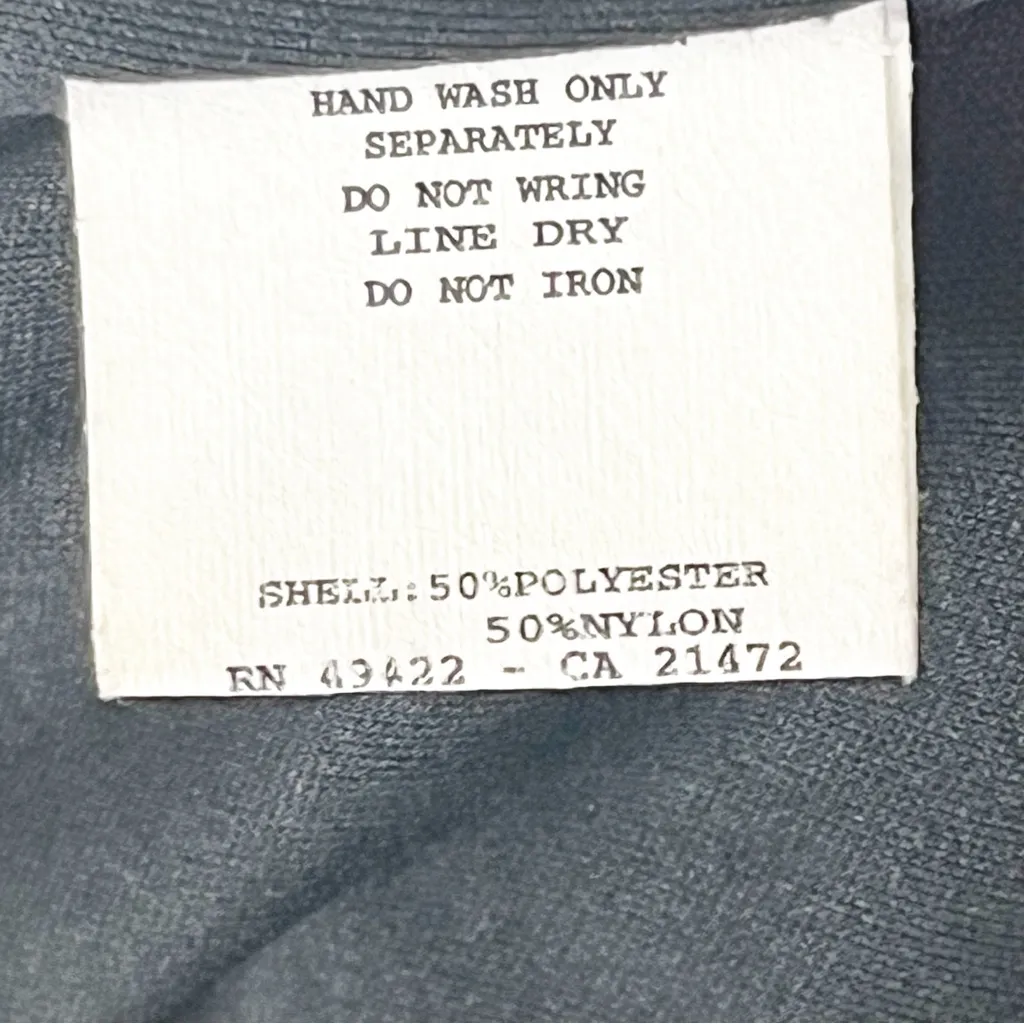 HAND WASH ONLY
SEPARATELY
DO NOT WRING
LINE DRY
DO NOT IRON
SHELL:50%POLYESTER
50%NYLON
RN 49422 - CA 21472